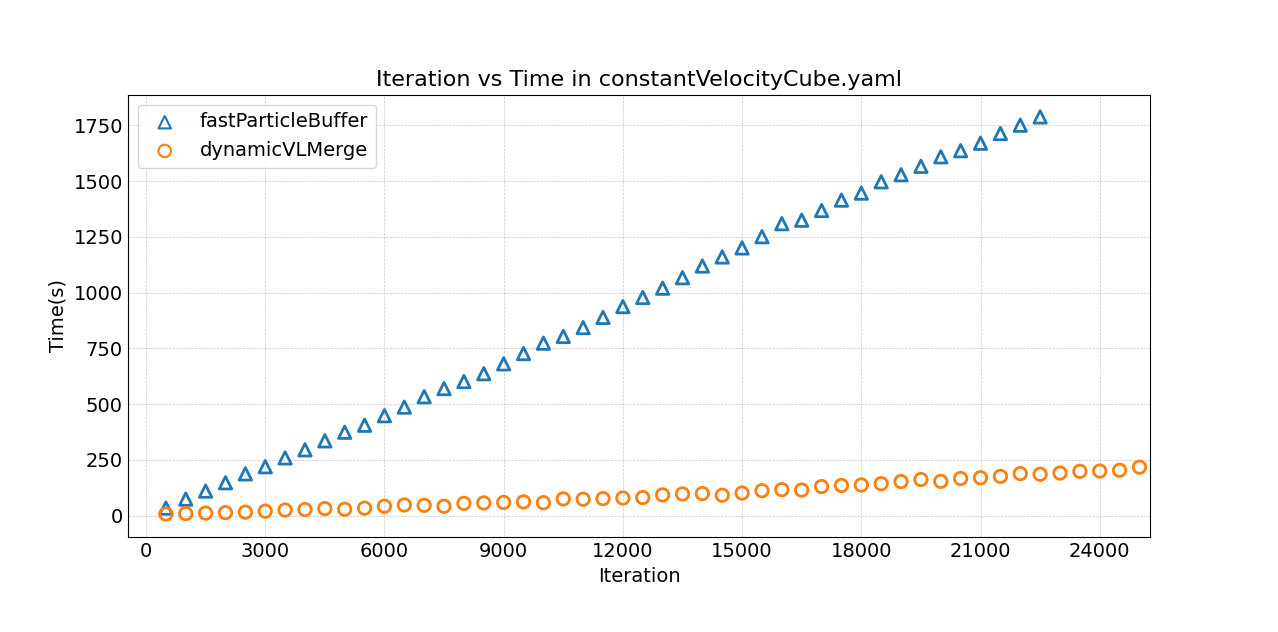 Iteration vs Time in constantVelocityCube.yaml
fastParticleBuffer
dynamicVLMerge
Time(s)
1750
1500
1250
1000
750
500
250
0
0 3000 6000 9000 12000 15000 18000 21000 24000
Iteration